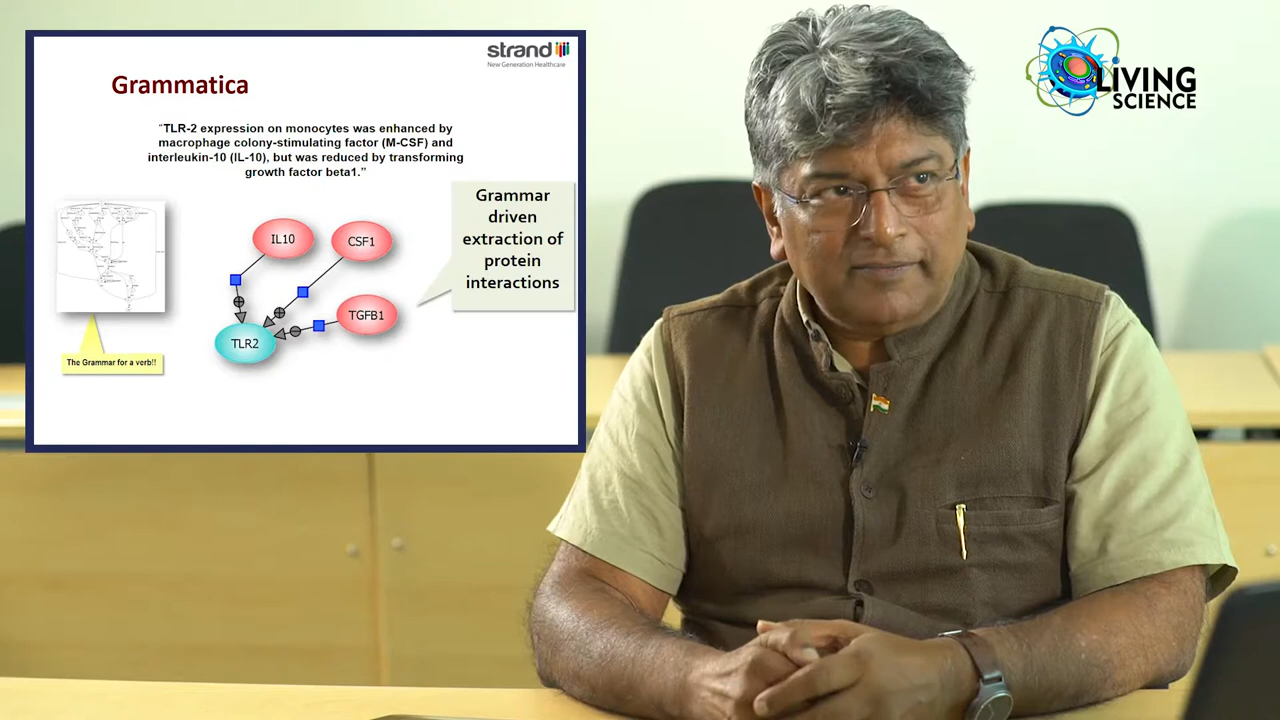 strand
New Generation Healthcare
Grammatica
“TLR-2 expression on monocytes was enhanced by
macrophage colony-stimulating factor (M-CSF) and
interleukin-10 (IL-10), but was reduced by transforming
growth factor beta1.”
Grammar
driven
extraction of
protein
interactions
IL10
CSF1
TGFB1
TLR2
The Grammar for a verb!!
LIVING
SCIENCE